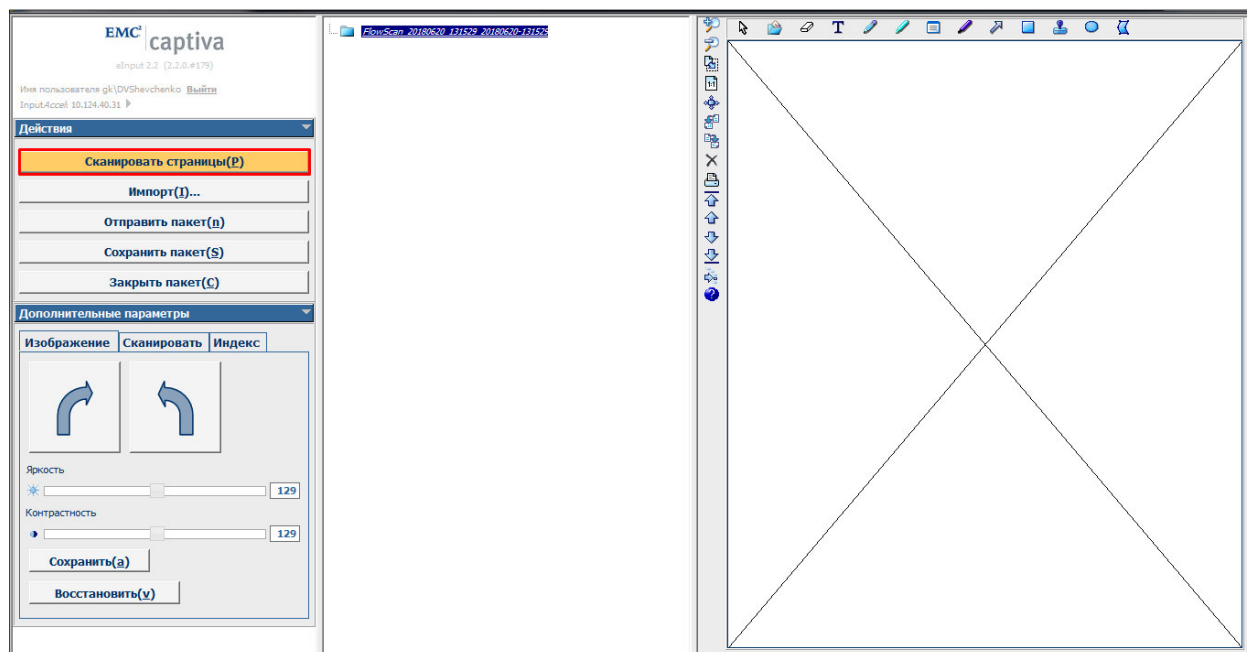 EMC² captiva
eInput 2.2 (2.2.0.#179)
Имя пользователя gk\DVShevchenko Выйти
InputAccel: 10.124.40.31
Действия
Сканировать страницы(P)
Импорт(I)...
Отправить пакет(n)
Сохранить пакет(S)
Закрыть пакет(C)
Дополнительные параметры
Изображение Сканировать Индекс
Яркость
129
Контрастность
129
Сохранить(a)
Восстановить(v)
FlowScan_20180620_131529_20180620-131529
1:1
T